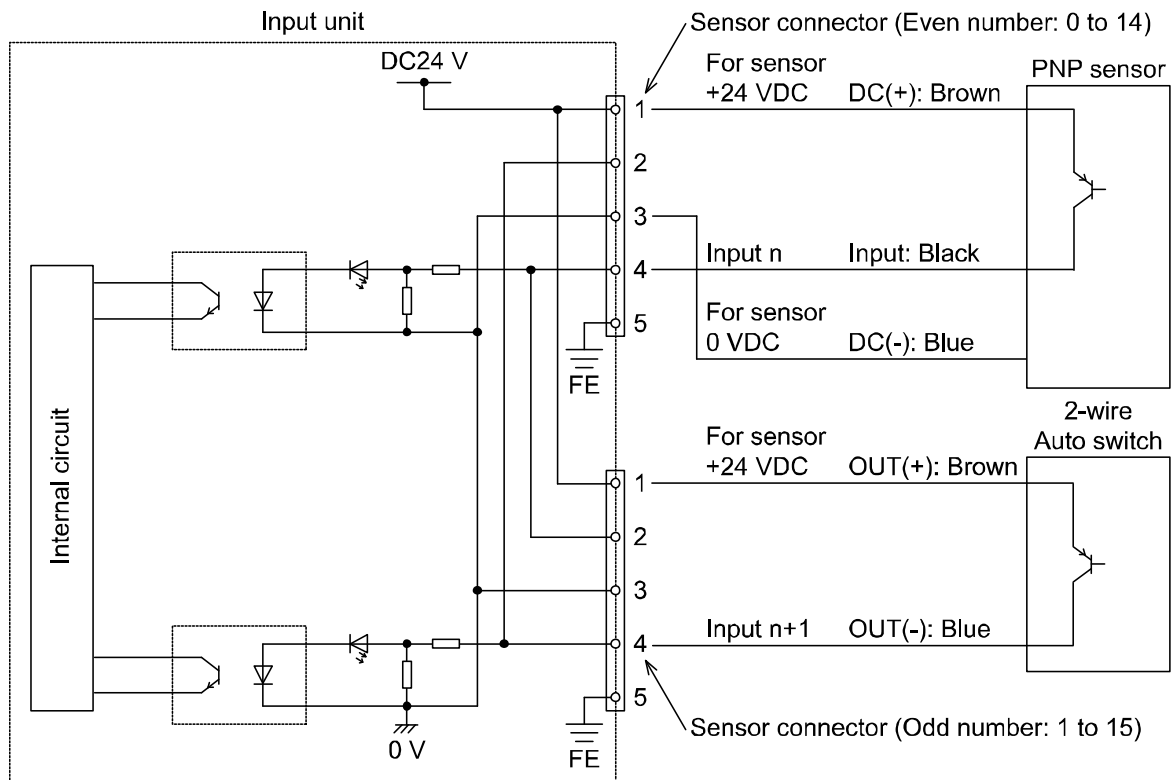 Input unit
Sensor connector (Even number: 0 to 14)
DC24 V
For sensor
+24 VDC
DC(+): Brown
PNP sensor
1
2
3
4
5
Input n
Input: Black
For sensor
0 VDC
DC(-): Blue
FE
Internal circuit
2-wire
Auto switch
For sensor
+24 VDC
OUT(+): Brown
1
2
3
4
5
Input n+1
OUT(-): Blue
0 V
FE
Sensor connector (Odd number: 1 to 15)